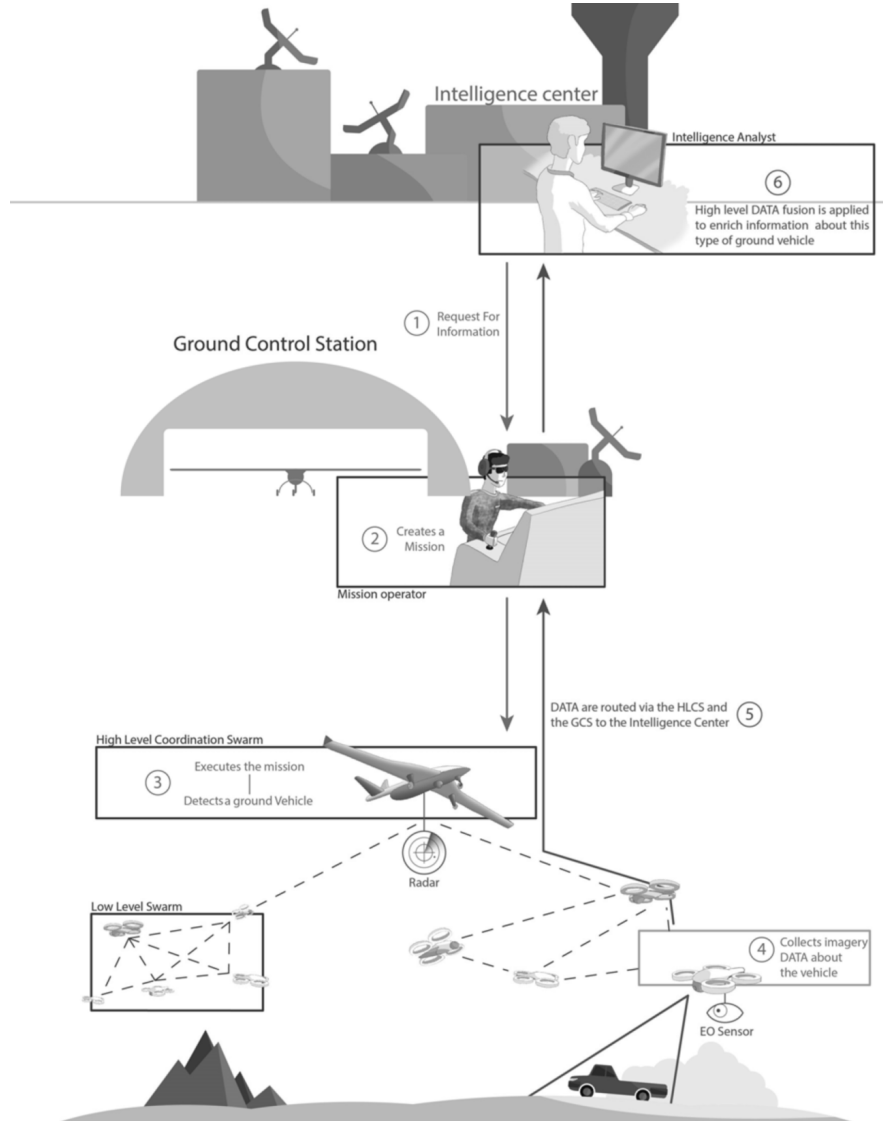 Intelligence center
Intelligence Analyst
6
High level DATA fusion is applied
to enrich information about this
type of ground vehicle
1
Request For
Information
Ground Control Station
2
Creates a
Mission
Mission operator
DATA are routed via the HLCS and
the GCS to the Intelligence Center
5
High Level Coordination Swarm
3
Executes the mission
Detects a ground Vehicle
Radar
Low Level Swarm
4
Collects imagery
DATA about
the vehicle
EO Sensor